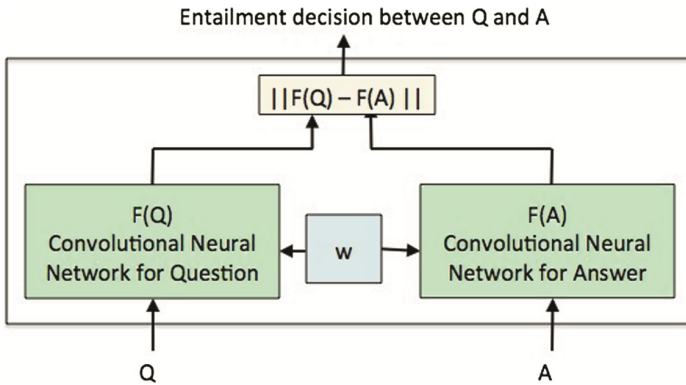 Entailment decision between Q and A
||F(Q) – F(A) ||
F(Q)
Convolutional Neural
Network for Question
w
F(A)
Convolutional Neural
Network for Answer
Q
A